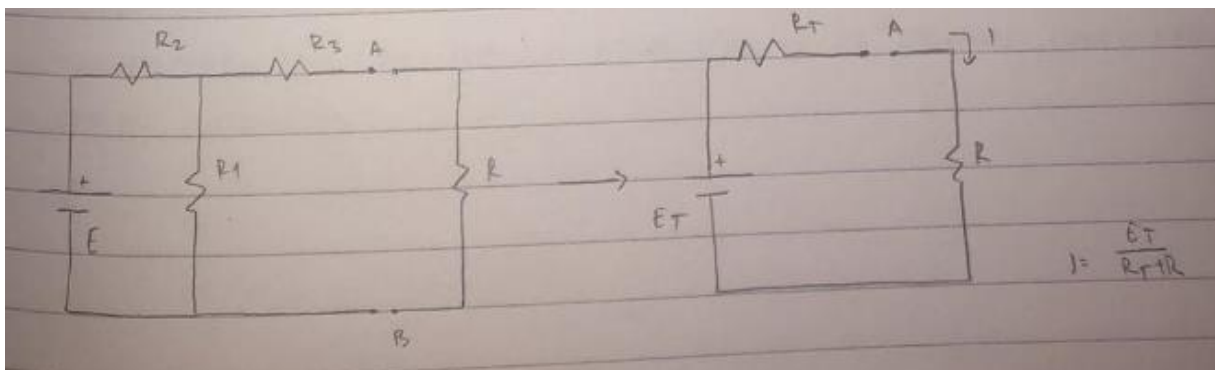 R2
R3
A
R1
R
+
E
B
RT
A
I
+
R
ET
I = ET
RT+R